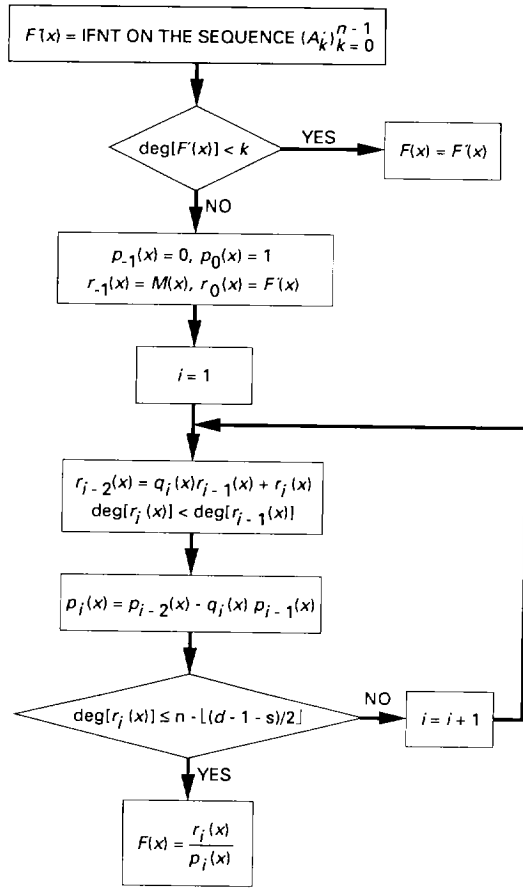 F′(x) = IFNT ON THE SEQUENCE (A′_k)_{k = 0}^{n - 1}
deg[F′(x)] < k
YES
F(x) = F′(x)
NO
p_{-1}(x) = 0, p_0(x) = 1
r_{-1}(x) = M(x), r_0(x) = F′(x)
i = 1
r_{i - 2}(x) = q_i(x)r_{i - 1}(x) + r_i(x)
deg[r_i(x)] < deg[r_{i - 1}(x)]
p_i(x) = p_{i - 2}(x) - q_i(x) p_{i - 1}(x)
deg[r_i(x)] ≤ n - ⌊(d - 1 - s)/2⌋
NO
i = i + 1
YES
F(x) = r_i(x) / p_i(x)